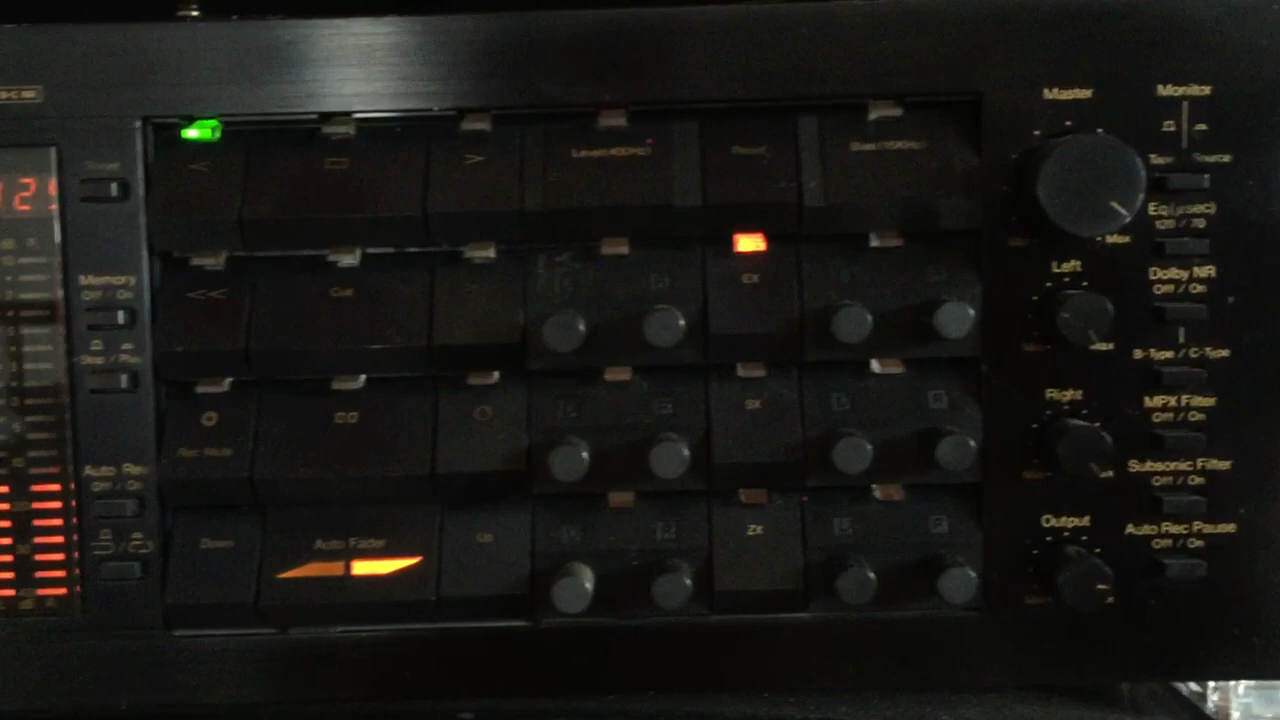 Master
Monitor
Reset
Level(400Hz)
Reset
Bias(15KHz)
Tape Source
Eq(µsec)
120 / 70
Max
Left
Dolby NR
Off / On
Memory
Off / On
<<
Cue
EX
Stop / Play
B-Type / C-Type
MPX Filter
Off / On
Right
SX
Rec Mute
Auto Rec
Off / On
Subsonic Filter
Off / On
Output
Auto Rec Pause
Off / On
Down
Auto Fader
Up
ZX